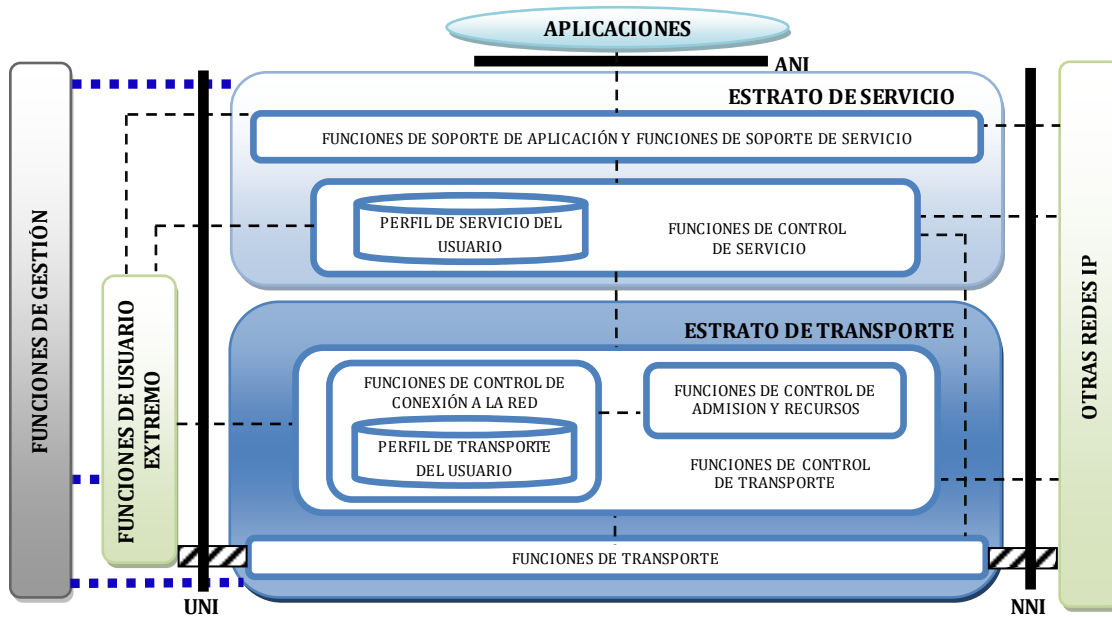 APLICACIONES
ANI
ESTRATO DE SERVICIO
FUNCIONES DE SOPORTE DE APLICACIÓN Y FUNCIONES DE SOPORTE DE SERVICIO
PERFIL DE SERVICIO DEL
USUARIO
FUNCIONES DE CONTROL
DE SERVICIO
FUNCIONES DE GESTIÓN
FUNCIONES DE USUARIO
EXTREMO
OTRAS REDES IP
ESTRATO DE TRANSPORTE
FUNCIONES DE CONTROL DE
CONEXIÓN A LA RED
PERFIL DE TRANSPORTE
DEL USUARIO
FUNCIONES DE CONTROL DE
ADMISION Y RECURSOS
FUNCIONES DE CONTROL
DE TRANSPORTE
FUNCIONES DE TRANSPORTE
UNI
NNI